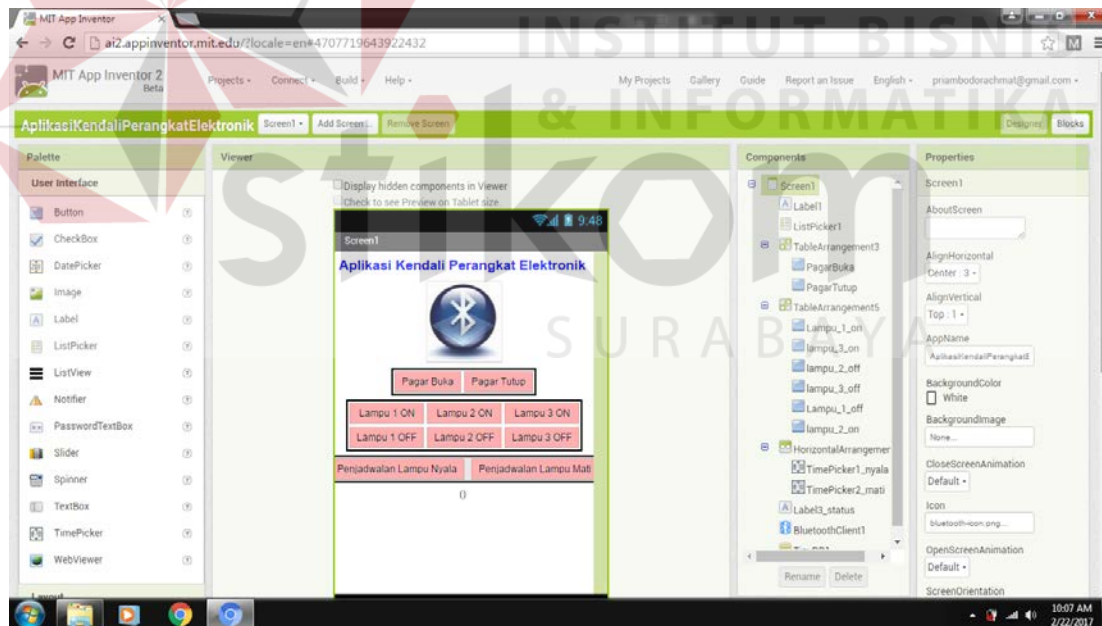 MIT App Inventor
ai2.appinventor.mit.edu/?locale=en#4707719643922432
MIT App Inventor 2
Beta
Projects
Connect
Build
Help
My Projects
Gallery
Guide
Report an Issue
English
priambodorachmat@gmail.com
INSTITUT BISNIS
& INFORMATIKA
stikom
SURABAYA
AplikasiKendaliPerangkatElektronik
Screen1
Add Screen ...
Remove Screen
Designer
Blocks
Palette
User Interface
Button
CheckBox
DatePicker
Image
Label
ListPicker
ListView
Notifier
PasswordTextBox
Slider
Spinner
TextBox
TimePicker
WebViewer
Layout
Viewer
Display hidden components in Viewer
Check to see Preview on Tablet size.
9:48
Screen1
Aplikasi Kendali Perangkat Elektronik
Pagar Buka
Pagar Tutup
Lampu 1 ON
Lampu 2 ON
Lampu 3 ON
Lampu 1 OFF
Lampu 2 OFF
Lampu 3 OFF
Penjadwalan Lampu Nyala
Penjadwalan Lampu Mati
()
Components
Screen1
Label1
ListPicker1
TableArrangement3
PagarBuka
PagarTutup
TableArrangement5
Lampu_1_on
lampu_3_on
lampu_2_off
lampu_3_off
Lampu_1_off
lampu_2_on
HorizontalArrangemer
TimePicker1_nyala
TimePicker2_mati
Label3_status
BluetoothClient1
Rename
Delete
Properties
Screen1
AboutScreen
AlignHorizontal
Center : 3
AlignVertical
Top : 1
AppName
AplikasiKendaliPerangkatE
BackgroundColor
White
BackgroundImage
None...
CloseScreenAnimation
Default
Icon
bluetooth-icon.png...
OpenScreenAnimation
Default
ScreenOrientation
10:07 AM
2/22/2017